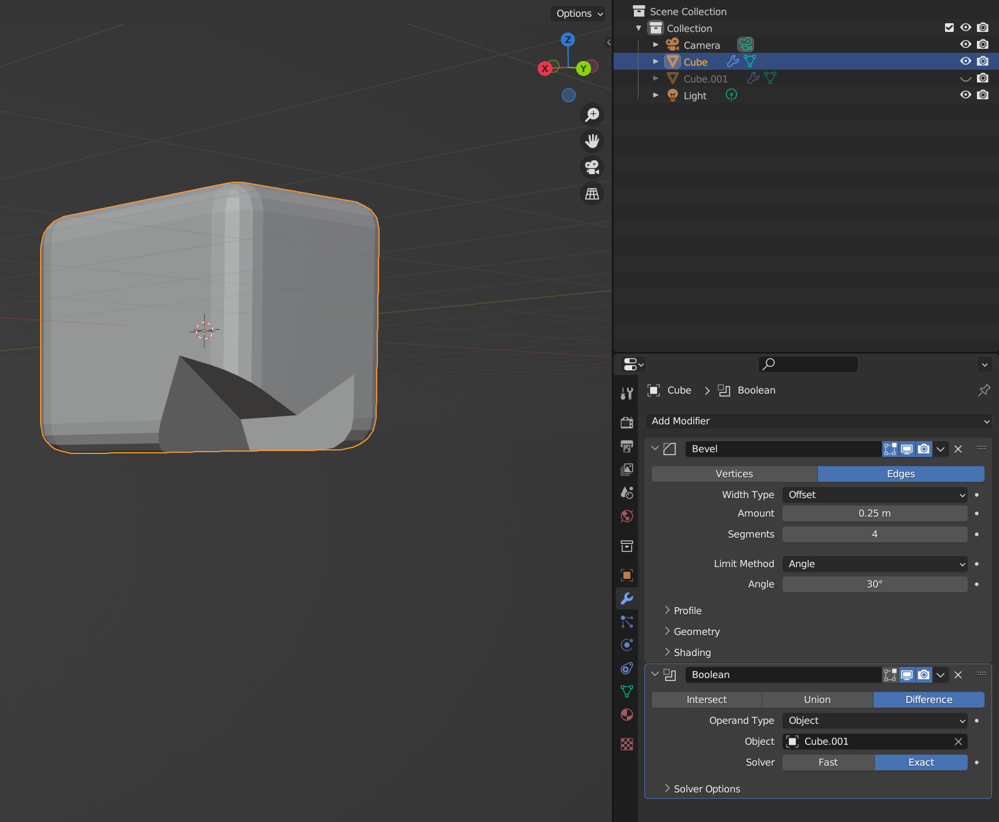 Options
Z
X
Y
Scene Collection
Collection
Camera
Cube
Cube.001
Light
Cube > Boolean
Add Modifier
Bevel
Vertices Edges
Width Type Offset
Amount 0.25 m
Segments 4
Limit Method Angle
Angle 30°
Profile
Geometry
Shading
Boolean
Intersect Union Difference
Operand Type Object
Object Cube.001
Solver Fast Exact
Solver Options